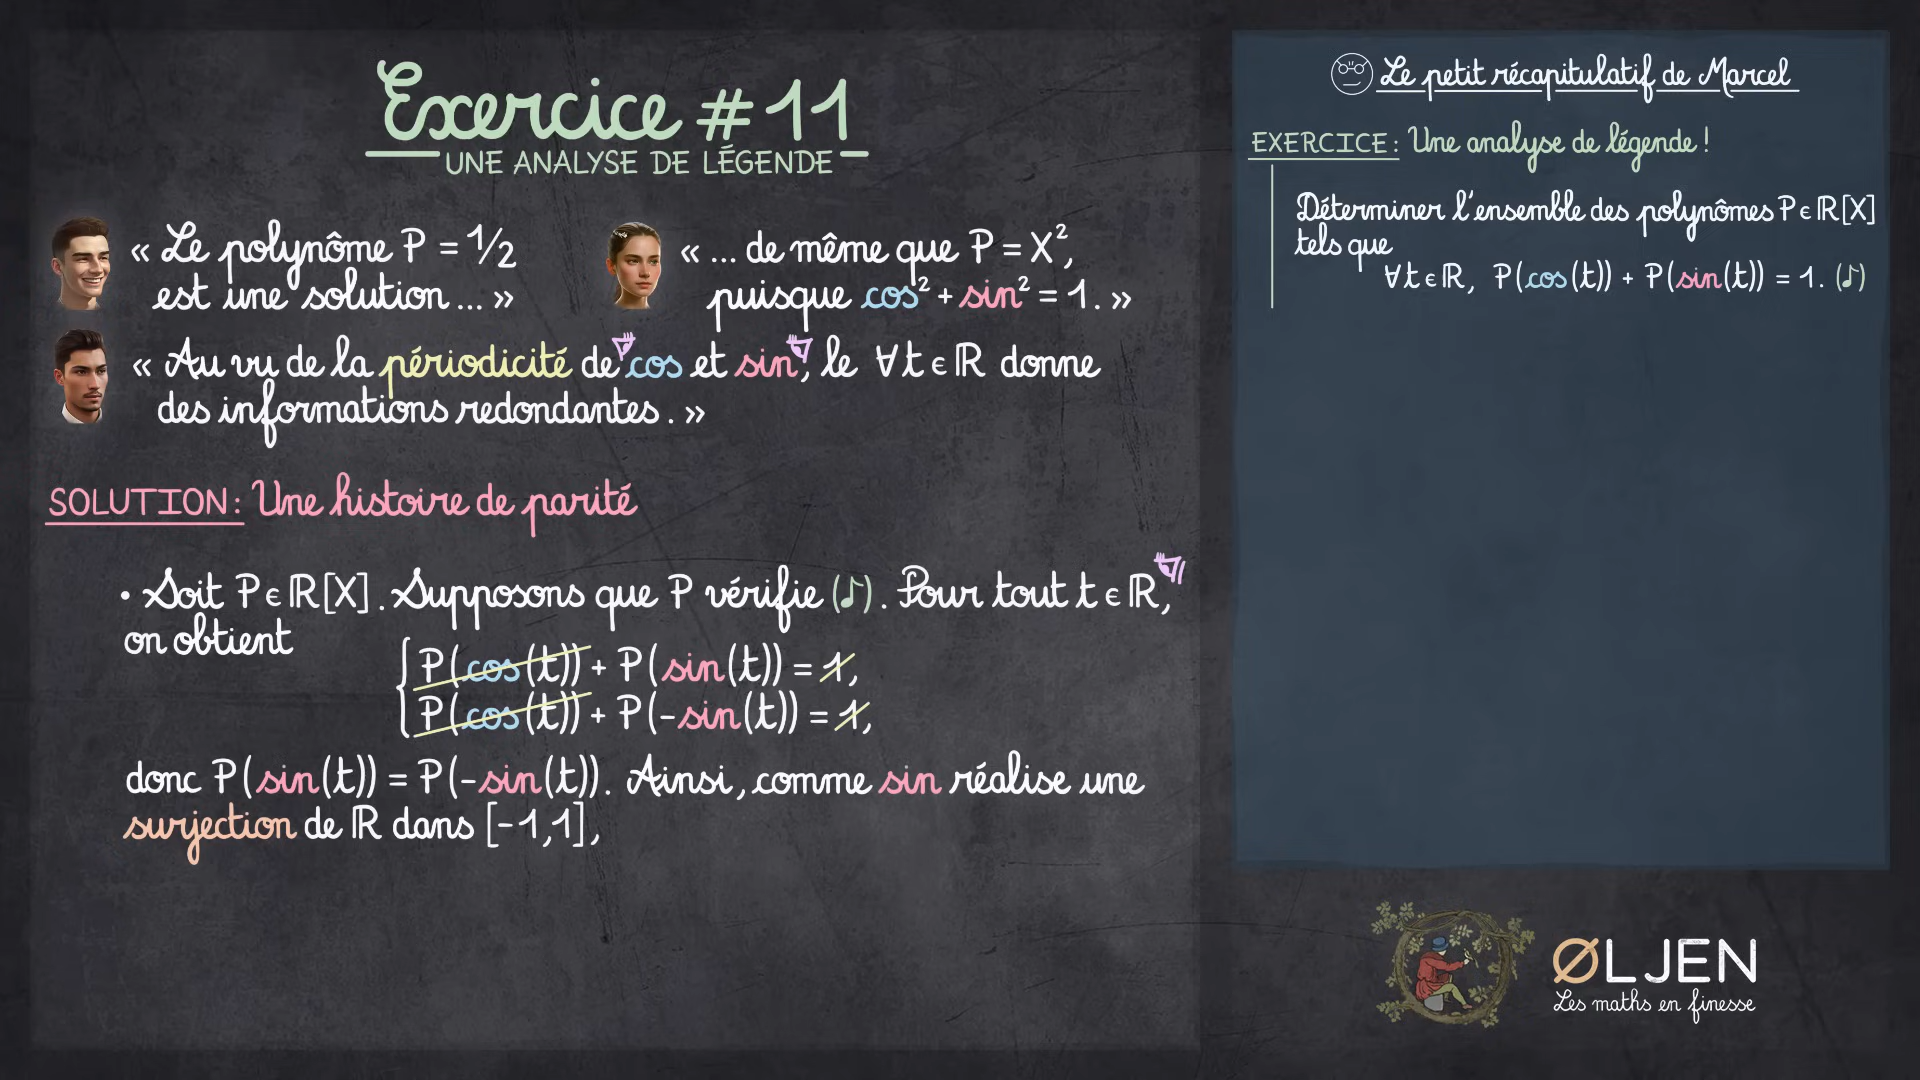 Exercice #11
UNE ANALYSE DE LÉGENDE
« Le polynôme P = 1/2
est une solution ... »
« ... de même que P = X²,
puisque cos² + sin² = 1. »
« Au vu de la périodicité de cos et sin, le ∀t ∈ ℝ donne
des informations redondantes. »
SOLUTION: Une histoire de parité
• Soit P ∈ ℝ[X]. Supposons que P vérifie (♪). Pour tout t ∈ ℝ,
on obtient
P(cos(t)) + P(sin(t)) = 1,
P(cos(t)) + P(-sin(t)) = 1,
donc P(sin(t)) = P(-sin(t)). Ainsi, comme sin réalise une
surjection de ℝ dans [-1,1],
Le petit récapitulatif de Marcel
EXERCICE: Une analyse de légende !
Déterminer l'ensemble des polynômes P ∈ ℝ[X]
tels que
∀t ∈ ℝ, P(cos(t)) + P(sin(t)) = 1. (♪)
ØLJEN
Les maths en finesse